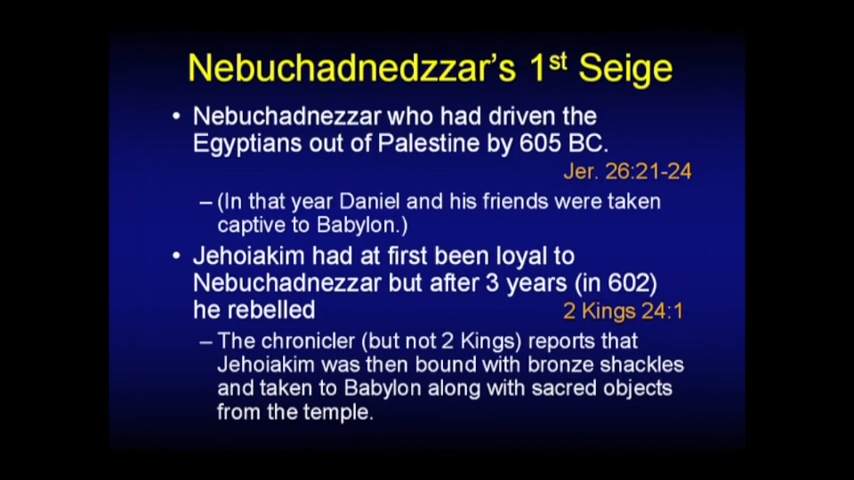 Nebuchadnedzzar's 1st Seige
• Nebuchadnezzar who had driven the
Egyptians out of Palestine by 605 BC.
Jer. 26:21-24
– (In that year Daniel and his friends were taken
captive to Babylon.)
• Jehoiakim had at first been loyal to
Nebuchadnezzar but after 3 years (in 602)
he rebelled 2 Kings 24:1
– The chronicler (but not 2 Kings) reports that
Jehoiakim was then bound with bronze shackles
and taken to Babylon along with sacred objects
from the temple.